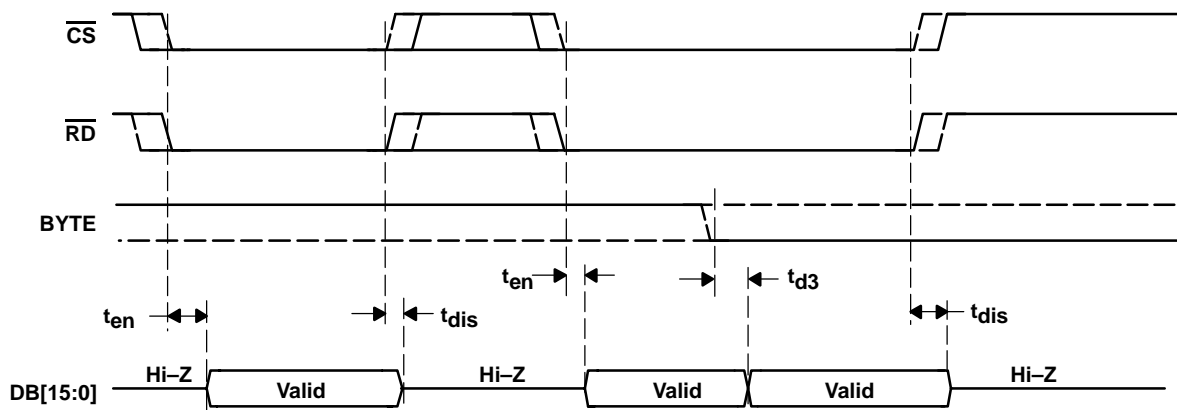 CS
RD
BYTE
ten
td3
ten
tdis
tdis
Hi–Z
Hi–Z
Hi–Z
DB[15:0]
Valid
Valid
Valid